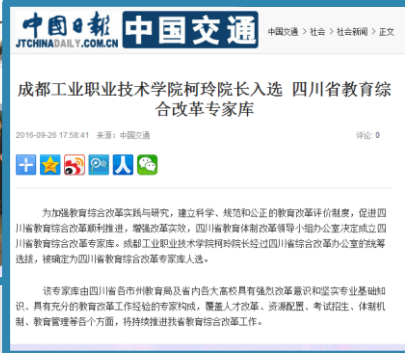 中国日报 中国交通
JTCHINADAILY.COM.CN
中国交通 > 社会 > 社会新闻 > 正文
成都工业职业技术学院柯玲院长入选 四川省教育综
合改革专家库
2016-09-26 17:58:41 来源：中国交通 评论: 0
为加强教育综合改革实践与研究，建立科学、规范和公正的教育改革评价制度，促进四
川省教育综合改革顺利推进，增强改革实效，四川省教育体制改革领导小组办公室决定成立四
川省教育综合改革专家库。成都工业职业技术学院柯玲院长经过四川省综合改革办公室的统筹
选拔，被确定为四川省教育综合改革专家库人选。
该专家库由四川省各市州教育局及省内各大高校具有强烈改革意识和坚实专业基础知
识、具有充分的教育改革工作经验的专家构成，覆盖人才改革、资源配置、考试招生、体制机
制、教育管理等各个方面，将持续推进我省教育综合改革工作。